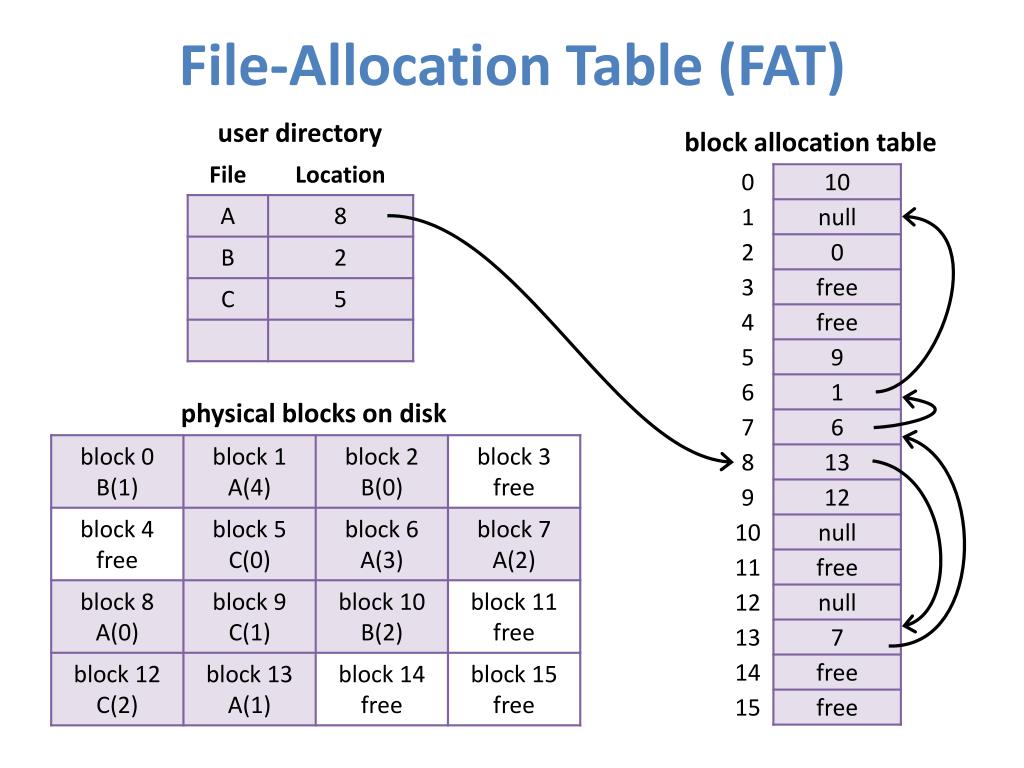 File-Allocation Table (FAT)
user directory
File Location
A 8
B 2
C 5
physical blocks on disk
block 0 block 1 block 2 block 3
B(1) A(4) B(0) free
block 4 block 5 block 6 block 7
free C(0) A(3) A(2)
block 8 block 9 block 10 block 11
A(0) C(1) B(2) free
block 12 block 13 block 14 block 15
C(2) A(1) free free
block allocation table
0 10
1 null
2 0
3 free
4 free
5 9
6 1
7 6
8 13
9 12
10 null
11 free
12 null
13 7
14 free
15 free